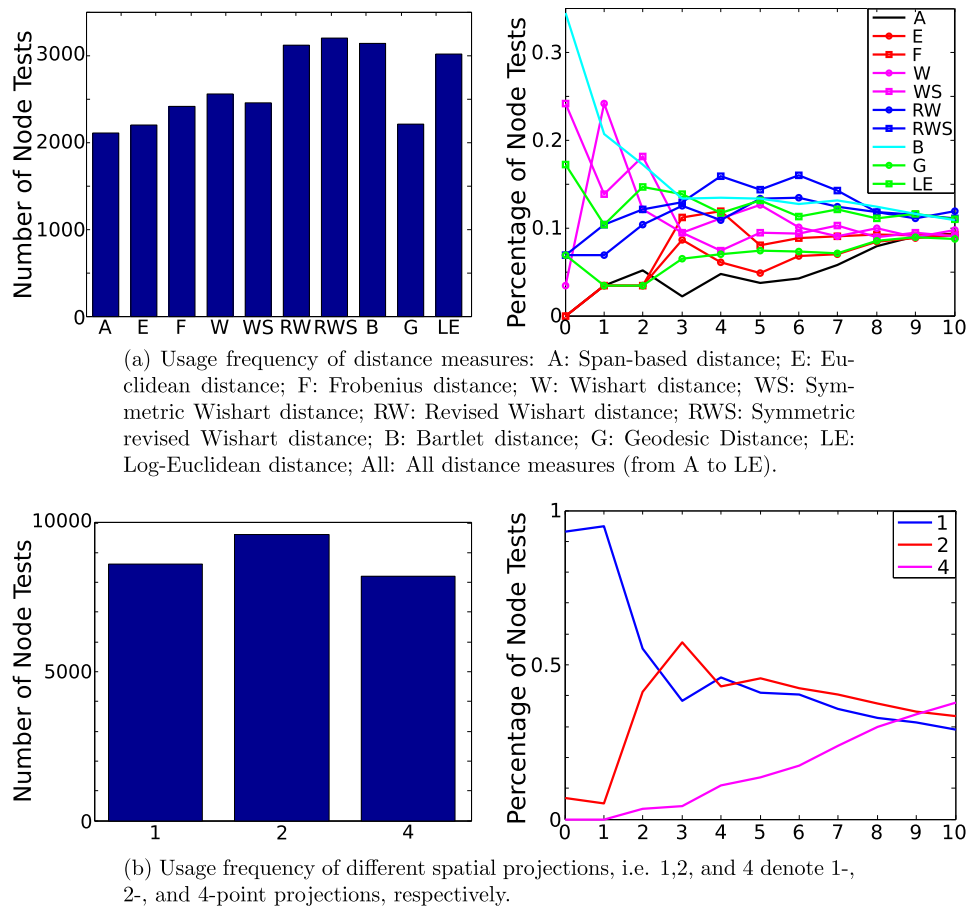 Number of Node Tests
3000
2000
1000
0
A E F W WS RW RWS B G LE
Percentage of Node Tests
0.3
0.2
0.1
0
0 1 2 3 4 5 6 7 8 9 10
A
E
F
W
WS
RW
RWS
B
G
LE
(a) Usage frequency of distance measures: A: Span-based distance; E: Eu-
clidean distance; F: Frobenius distance; W: Wishart distance; WS: Sym-
metric Wishart distance; RW: Revised Wishart distance; RWS: Symmetric
revised Wishart distance; B: Bartlet distance; G: Geodesic Distance; LE:
Log-Euclidean distance; All: All distance measures (from A to LE).
Number of Node Tests
10000
5000
0
1 2 4
Percentage of Node Tests
1
0.5
0
0 1 2 3 4 5 6 7 8 9 10
1
2
4
(b) Usage frequency of different spatial projections, i.e. 1,2, and 4 denote 1-,
2-, and 4-point projections, respectively.